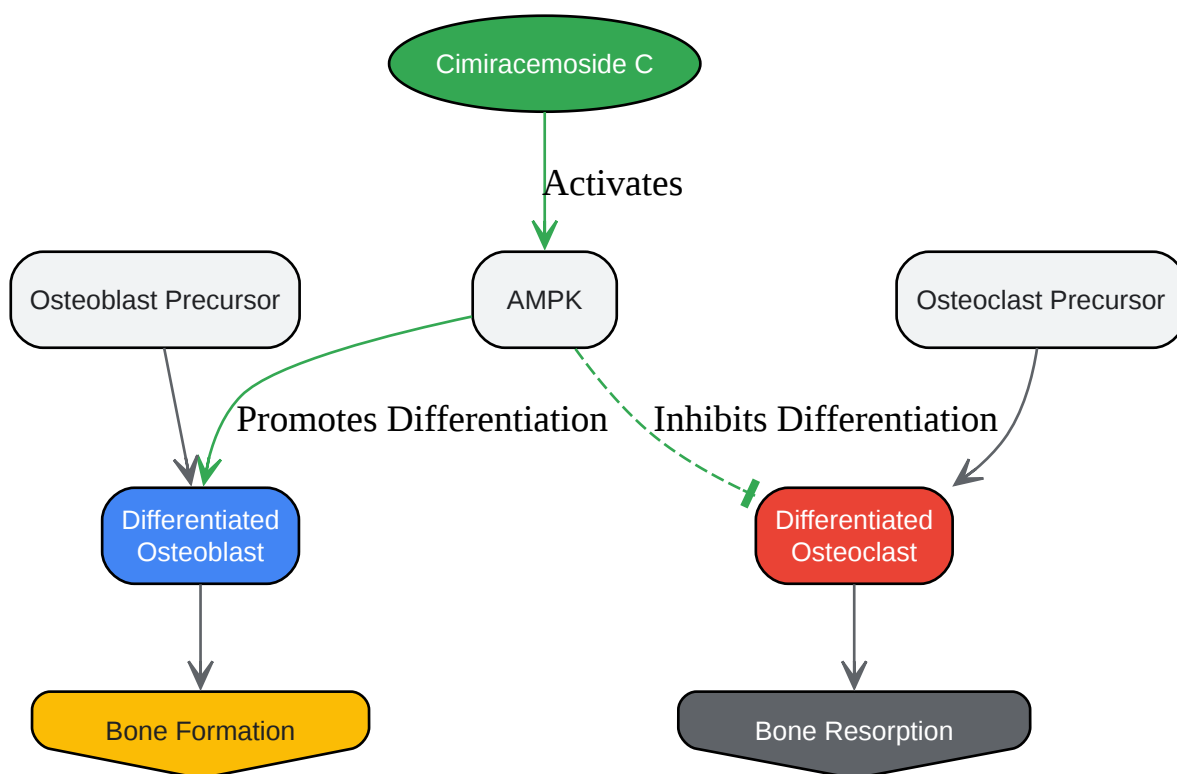 Cimiracemoside C
Activates
Osteoblast Precursor
AMPK
Osteoclast Precursor
Promotes Differentiation
Inhibits Differentiation
Differentiated
Osteoblast
Differentiated
Osteoclast
Bone Formation
Bone Resorption